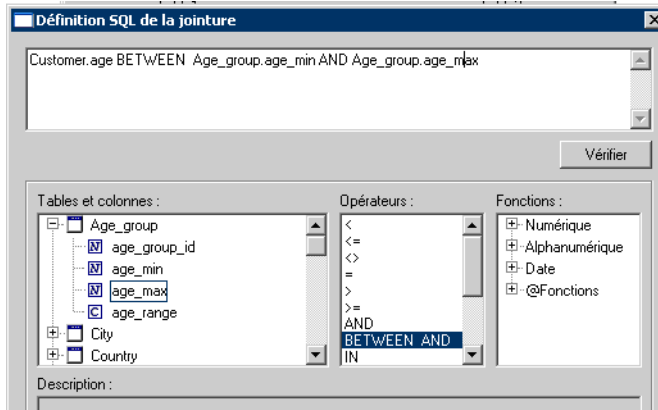 Définition SQL de la jointure
Customer.age BETWEEN  Age_group.age_min AND Age_group.age_max
Vérifier
Tables et colonnes :
Age_group
N age_group_id
N age_min
N age_max
C age_range
City
Country
Opérateurs :
<
<=
<>
=
>
>=
AND
BETWEEN  AND
IN
Fonctions :
Numérique
Alphanumérique
Date
@Fonctions
Description :